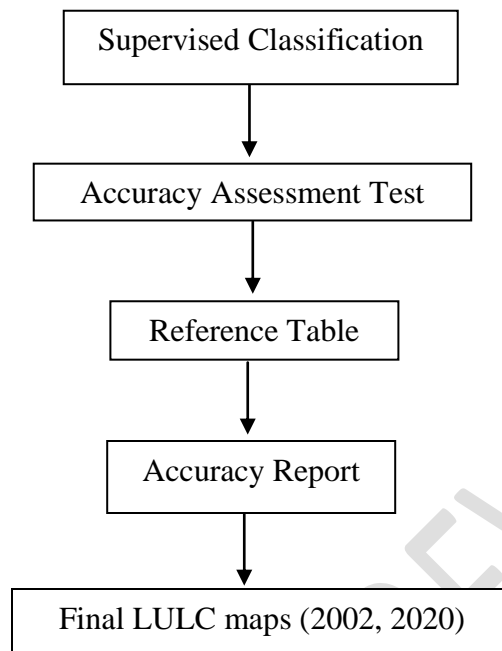 Supervised Classification
Accuracy Assessment Test
Reference Table
Accuracy Report
Final LULC maps (2002, 2020)